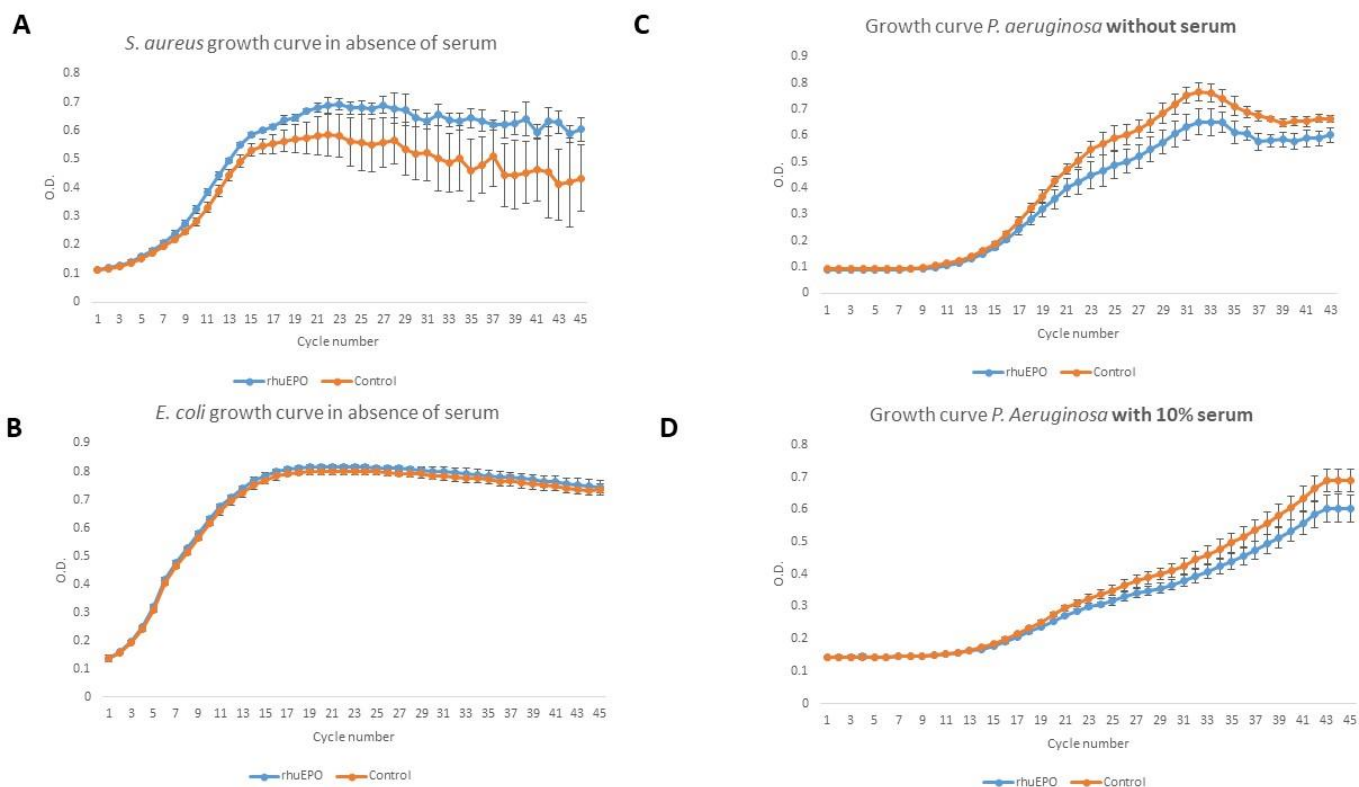 A
S. aureus growth curve in absence of serum
0.8
0.7
0.6
0.5
0.4
0.3
0.2
0.1
0
O.D.
1 3 5 7 9 11 13 15 17 19 21 23 25 27 29 31 33 35 37 39 41 43 45
Cycle number
rhuEPO Control
B
E. coli growth curve in absence of serum
0.9
0.8
0.7
0.6
0.5
0.4
0.3
0.2
0.1
0
O.D.
1 3 5 7 9 11 13 15 17 19 21 23 25 27 29 31 33 35 37 39 41 43 45
Cycle number
rhuEPO Control
C
Growth curve P. aeruginosa without serum
0.9
0.8
0.7
0.6
0.5
0.4
0.3
0.2
0.1
0
O.D.
1 3 5 7 9 11 13 15 17 19 21 23 25 27 29 31 33 35 37 39 41 43
Cycle number
rhuEPO Control
D
Growth curve P. Aeruginosa with 10% serum
0.8
0.7
0.6
0.5
0.4
0.3
0.2
0.1
0
O.D.
1 3 5 7 9 11 13 15 17 19 21 23 25 27 29 31 33 35 37 39 41 43 45
Cycle number
rhuEPO Control